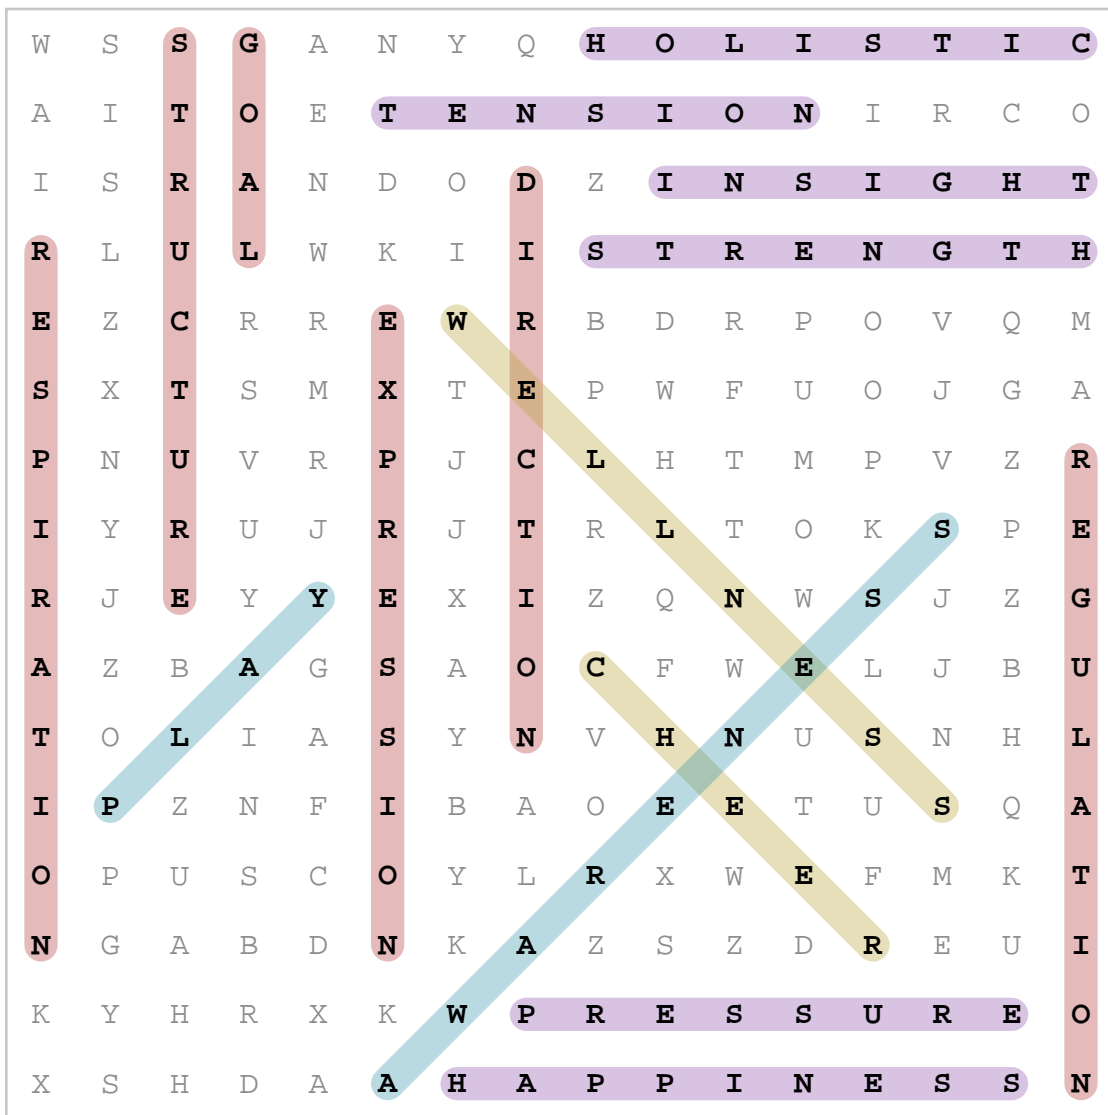 W S S G A N Y Q H O L I S T I C
A I T O E T E N S I O N I R C O
I S R A N D O D Z I N S I G H T
R L U L W K I I S T R E N G T H
E Z C R R E W R B D R P O V Q M
S X T S M X T E P W F U O J G A
P N U V R P J C L H T M P V Z R
I Y R U J R J T R L T O K S P E
R J E Y Y E X I Z Q N W S J Z G
A Z B A G S A O C F W E L J B U
T O L I A S Y N V H N U S N H L
I P Z N F I B A O E E T U S Q A
O P U S C O Y L R X W E F M K T
N G A B D N K A Z S Z D R E U I
K Y H R X K W P R E S S U R E O
X S H D A A H A P P I N E S S N